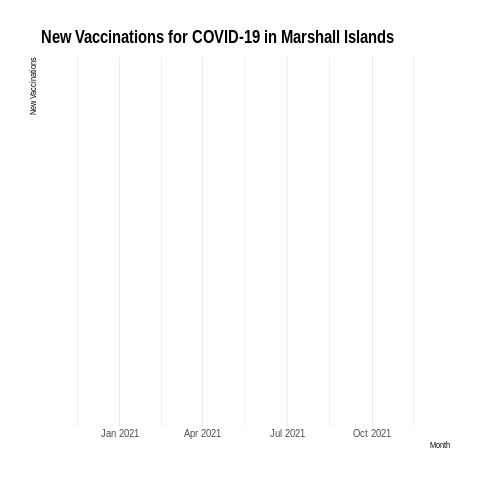 New Vaccinations for COVID-19 in Marshall Islands
New Vaccinations
Jan 2021
Apr 2021
Jul 2021
Oct 2021
Month